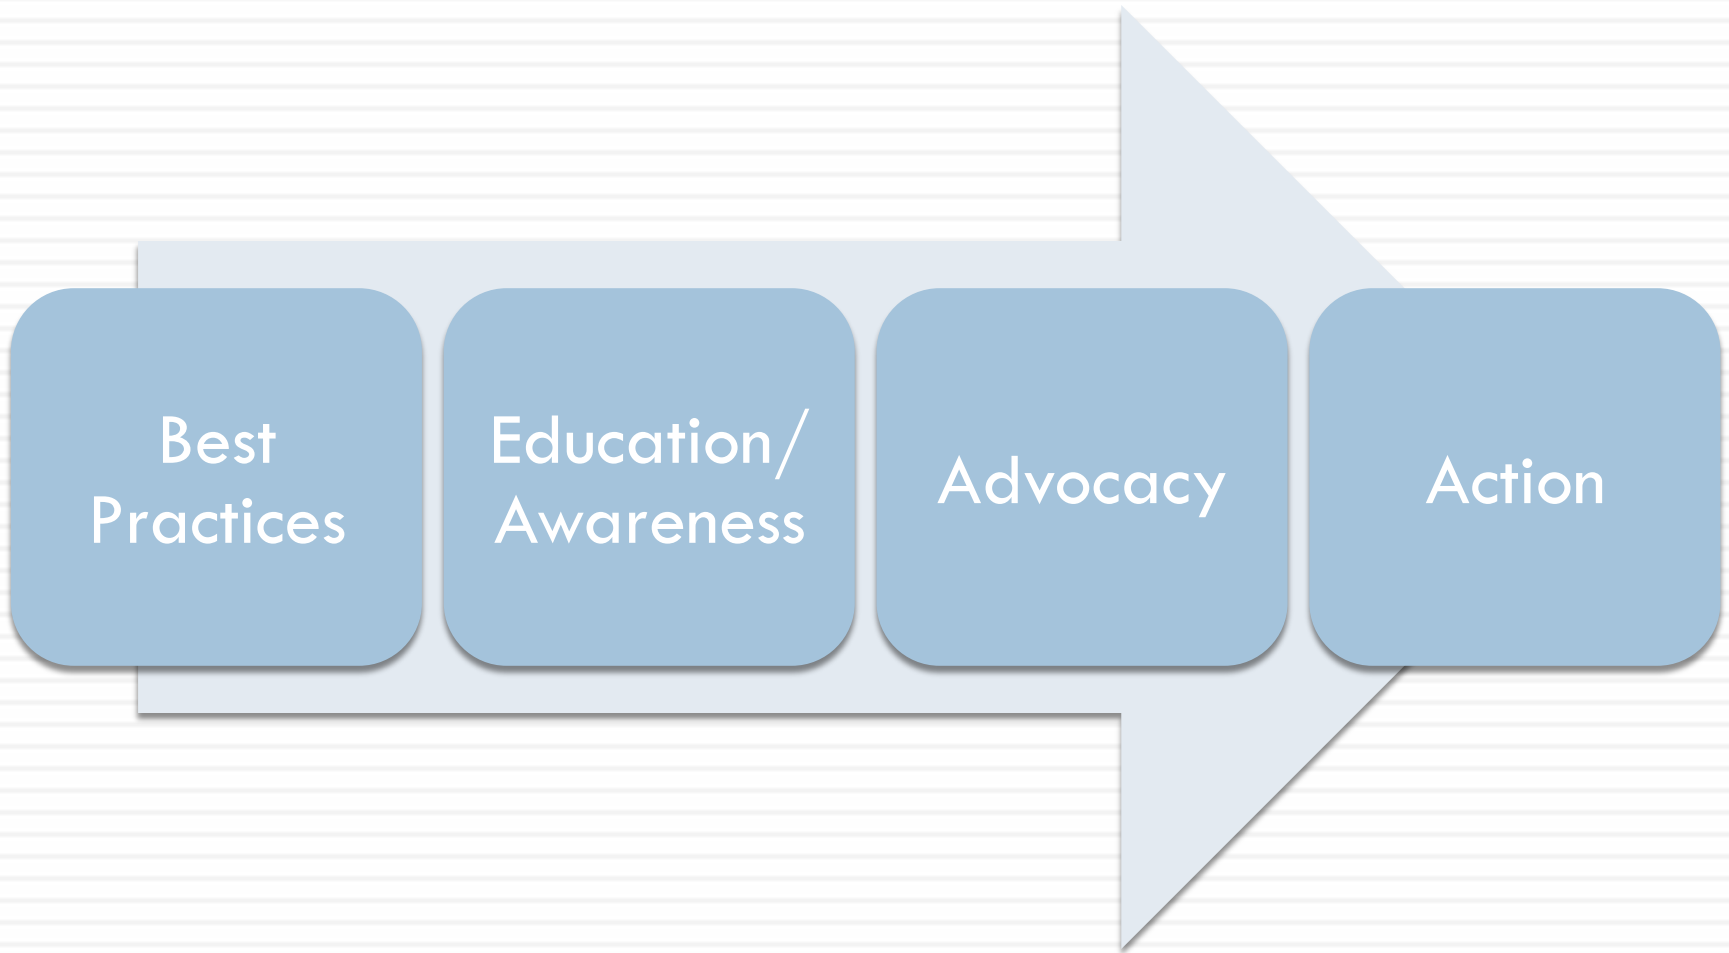 Best
Practices
Education/
Awareness
Advocacy
Action